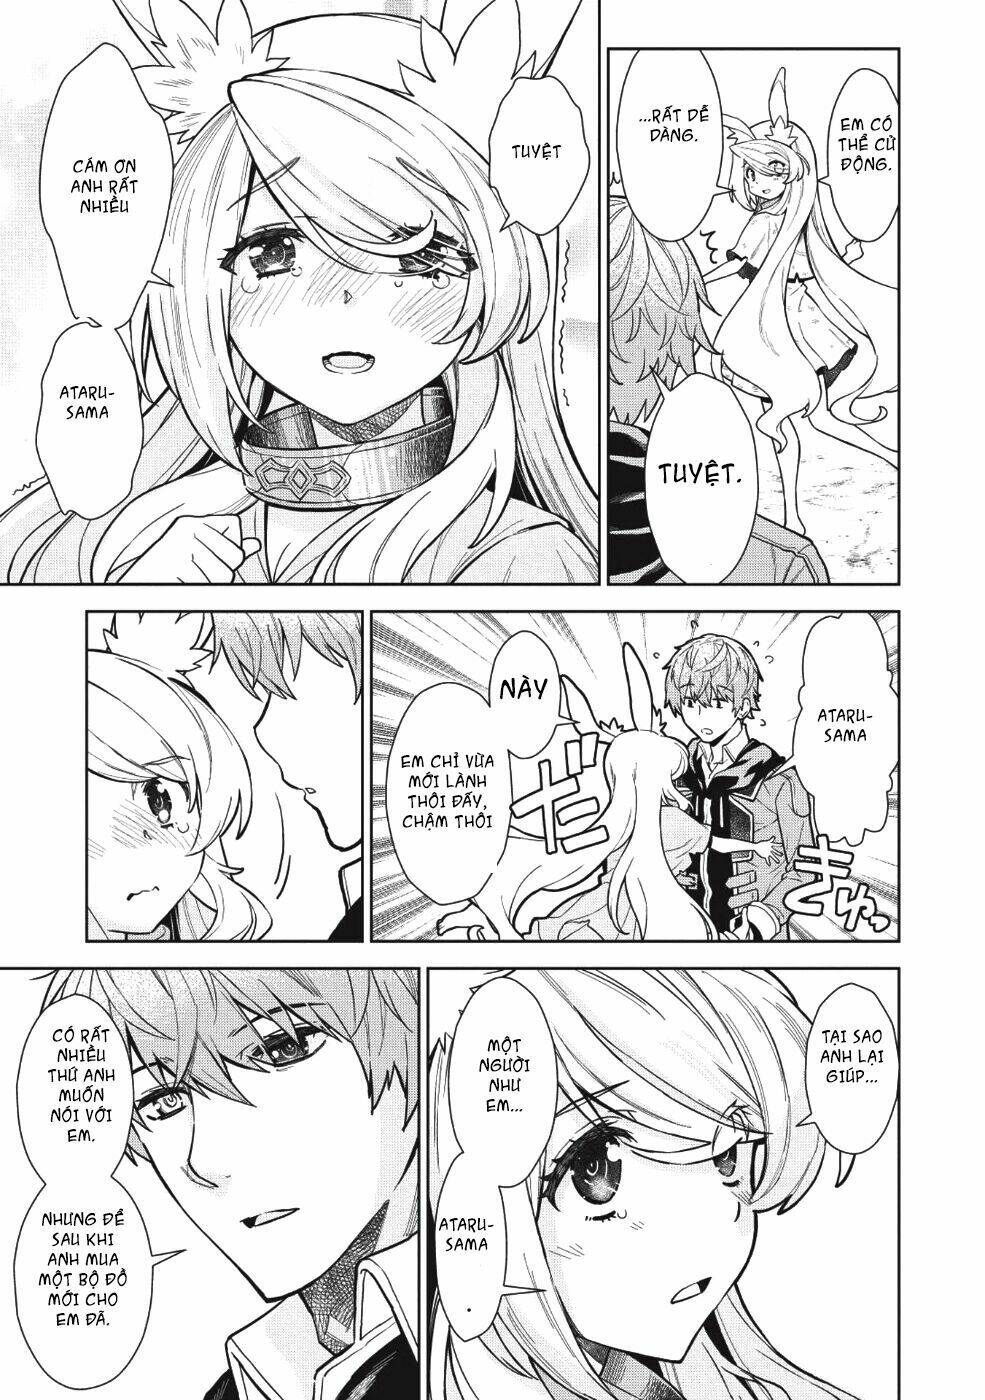 EM CÓ
THỂ CỬ
ĐỘNG.
...RẤT DỄ
DÀNG.
TUYỆT.
TUYỆT
CÁM ƠN
ANH RẤT
NHIỀU
ATARU-
SAMA
ATARU-
SAMA
きゅっ
NÀY
EM CHỈ VỪA
MỚI LÀNH
THÔI ĐẤY,
CHẬM THÔI
TẠI SAO
ANH LẠI
GIÚP...
MỘT
NGƯỜI
NHƯ
EM...
ATARU-
SAMA
.
CÓ RẤT
NHIỀU
THỨ ANH
MUỐN
NÓI VỚI
EM.
NHƯNG ĐỂ
SAU KHI
ANH MUA
MỘT BỘ ĐỒ
MỚI CHO
EM ĐÃ.